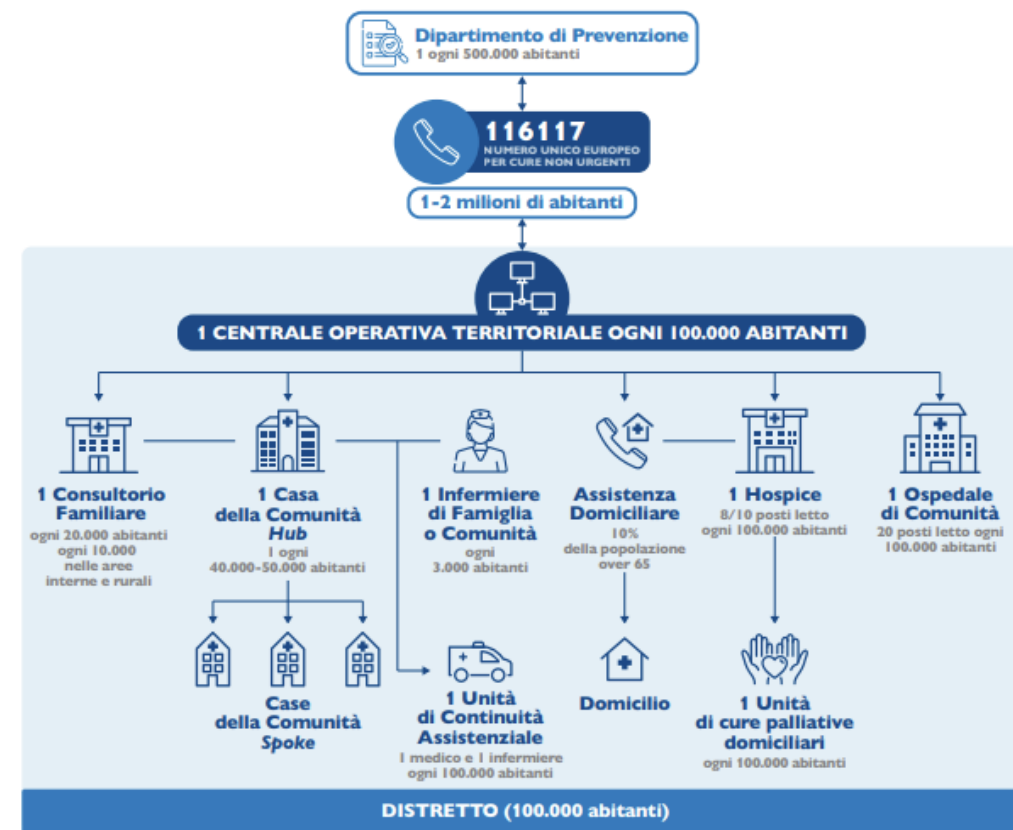 Dipartimento di Prevenzione
1 ogni 500.000 abitanti
116117
NUMERO UNICO EUROPEO
PER CURE NON URGENTI
1-2 milioni di abitanti
1 CENTRALE OPERATIVA TERRITORIALE OGNI 100.000 ABITANTI
1 Consultorio
Familiare
ogni 20.000 abitanti
ogni 10.000
nelle aree
interne e rurali
1 Casa
della Comunità
Hub
1 ogni
40.000-50.000 abitanti
1 Infermiere
di Famiglia
o Comunità
ogni
3.000 abitanti
Assistenza
Domiciliare
10%
della popolazione
over 65
1 Hospice
8/10 posti letto
ogni 100.000 abitanti
1 Ospedale
di Comunità
20 posti letto ogni
100.000 abitanti
Case
della Comunità
Spoke
1 Unità
di Continuità
Assistenziale
1 medico e 1 infermiere
ogni 100.000 abitanti
Domicilio
1 Unità
di cure palliative
domiciliari
ogni 100.000 abitanti
DISTRETTO (100.000 abitanti)